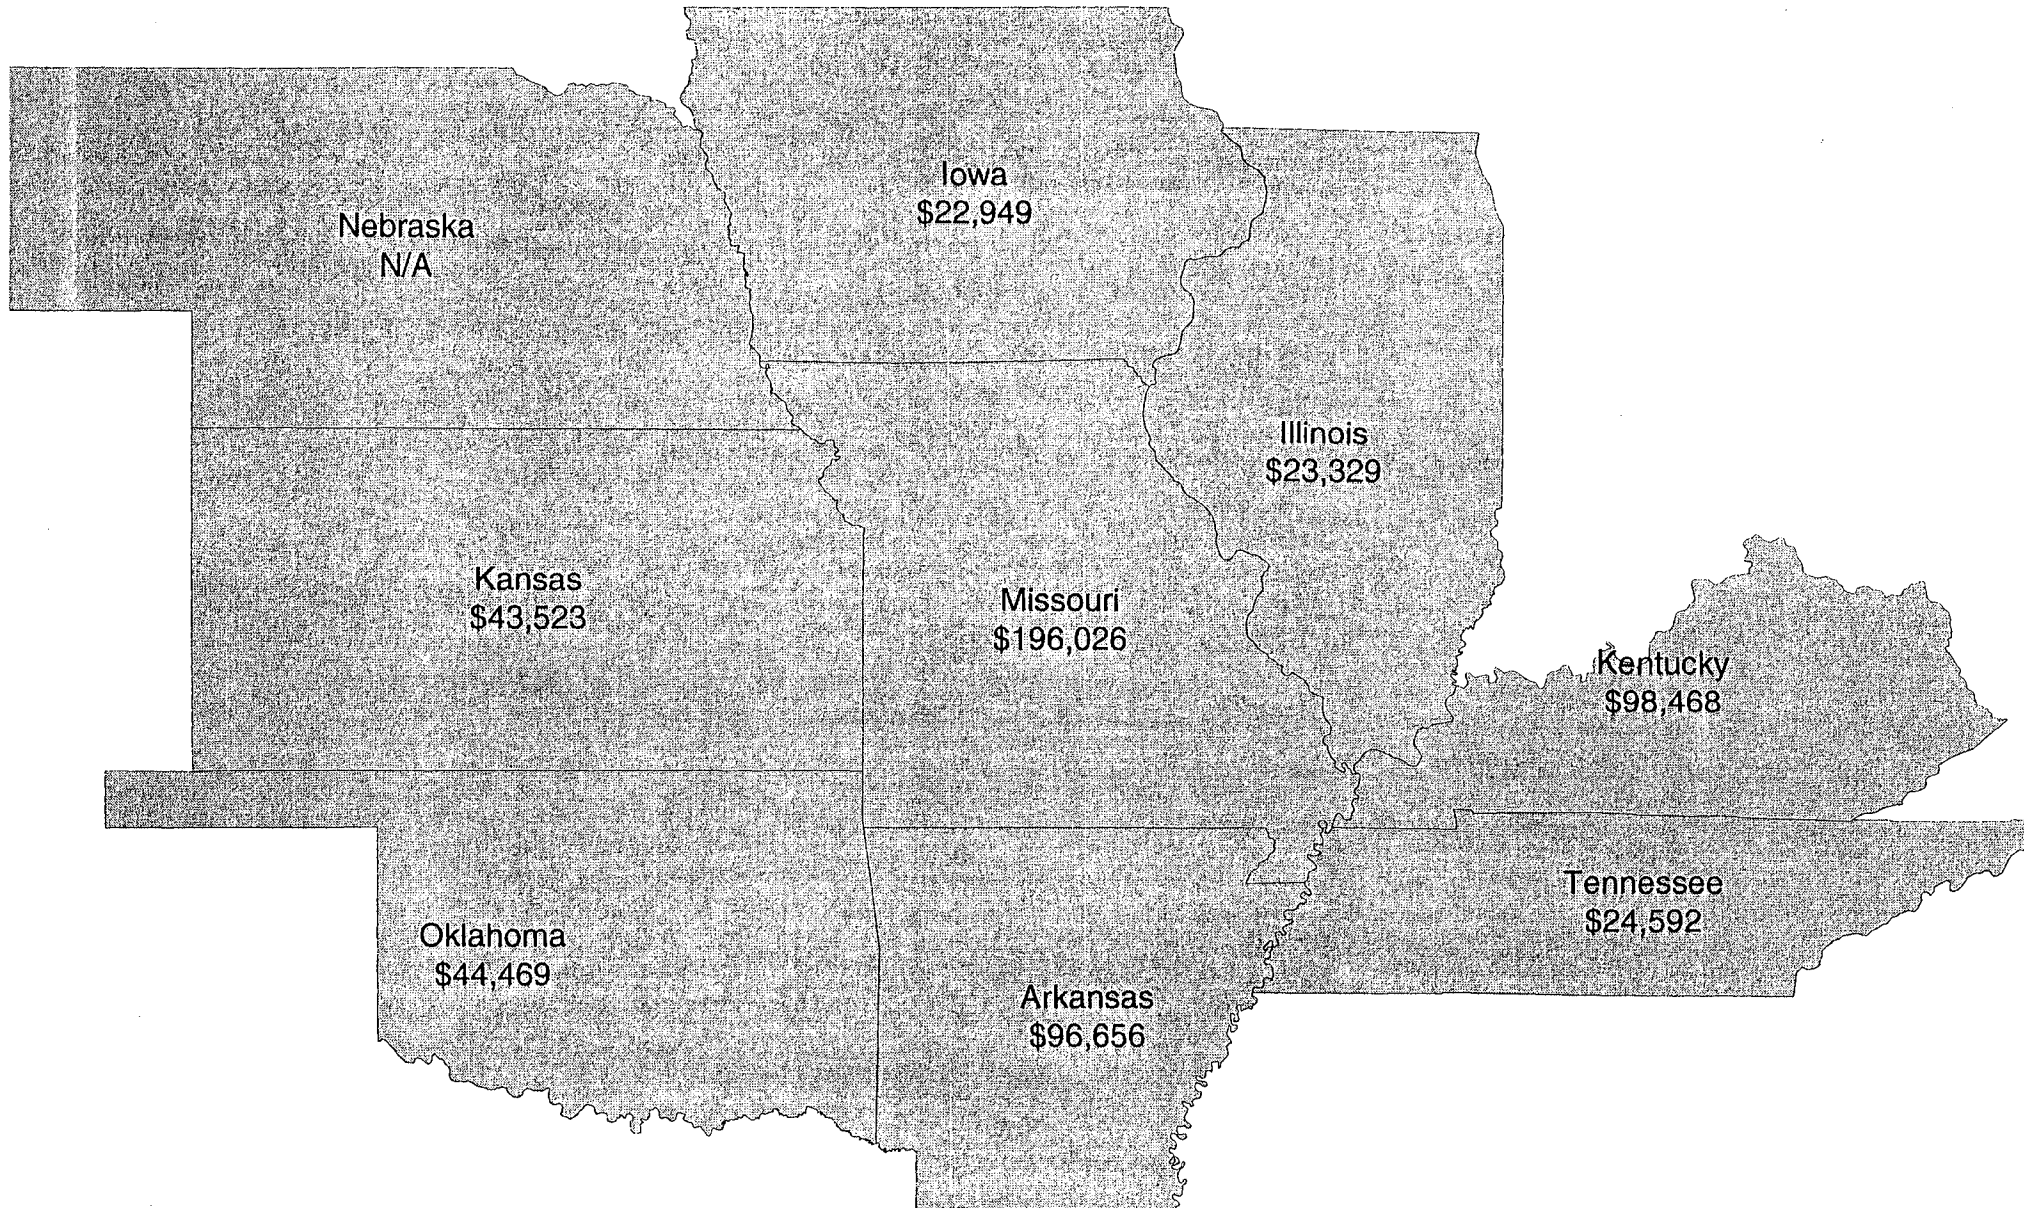 Iowa
$22,949
Nebraska
N/A
Illinois
$23,329
Kansas
$43,523
Missouri
$196,026
Kentucky
$98,468
Tennessee
$24,592
Oklahoma
$44,469
Arkansas
$96,656